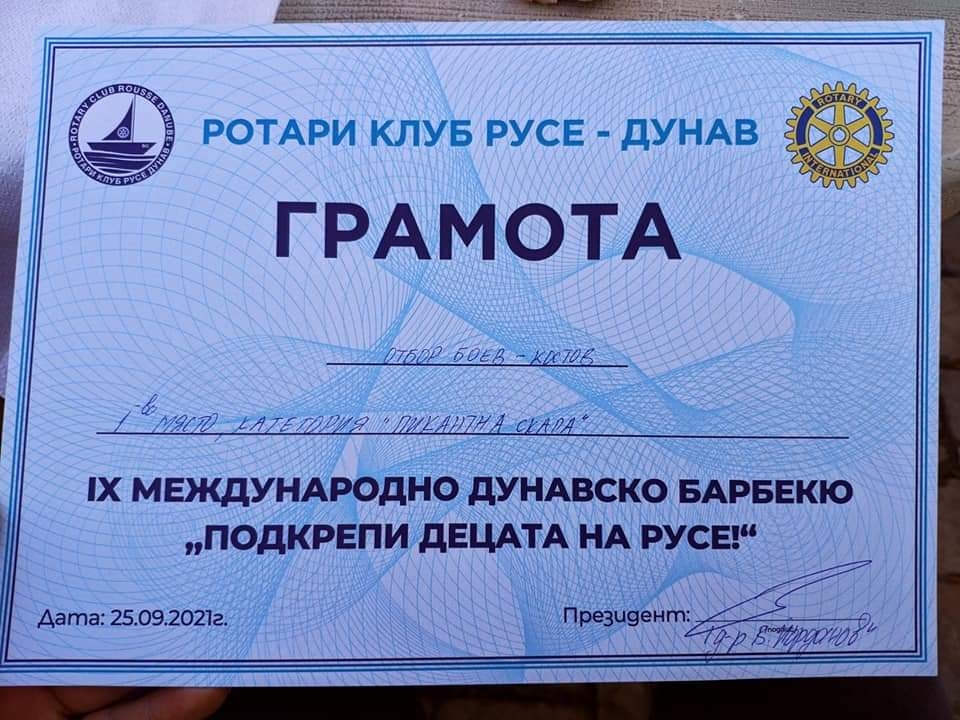 ROTARY CLUB ROUSSE DANUBE
РОТАРИ КЛУБ РУСЕ ДУНАВ
РОТАРИ КЛУБ РУСЕ - ДУНАВ
ROTARY
INTERNATIONAL
ГРАМОТА
ОТБОР БОЕВ - КОСТОВ
1-во МЯСТО, КАТЕГОРИЯ "ПИКАНТНА СКАРА"
IX МЕЖДУНАРОДНО ДУНАВСКО БАРБЕКЮ
„ПОДКРЕПИ ДЕЦАТА НА РУСЕ!“
Дата: 25.09.2021г.
Президент:
д-р В. Йорданов